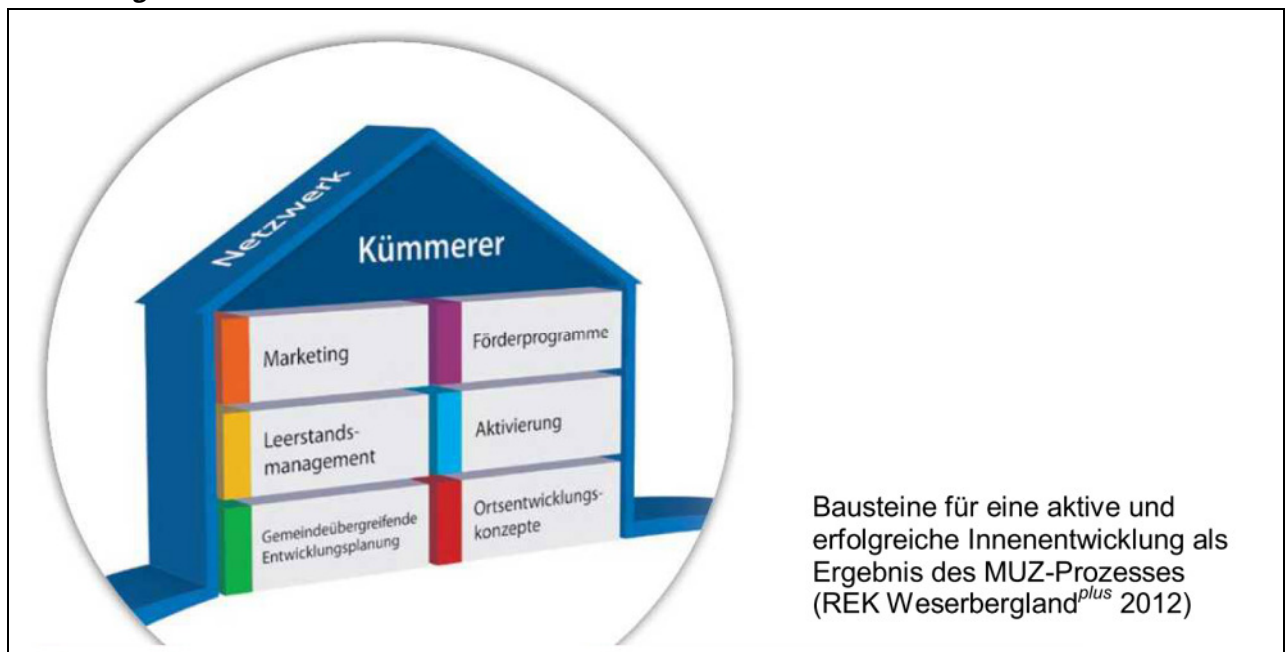 Netzwerk
Kümmerer
Marketing
Förderprogramme
Leerstands-
management
Aktivierung
Gemeindeübergreifende
Entwicklungsplanung
Ortsentwicklungs-
konzepte
Bausteine für eine aktive und
erfolgreiche Innenentwicklung als
Ergebnis des MUZ-Prozesses
(REK Weserbergland plus 2012)